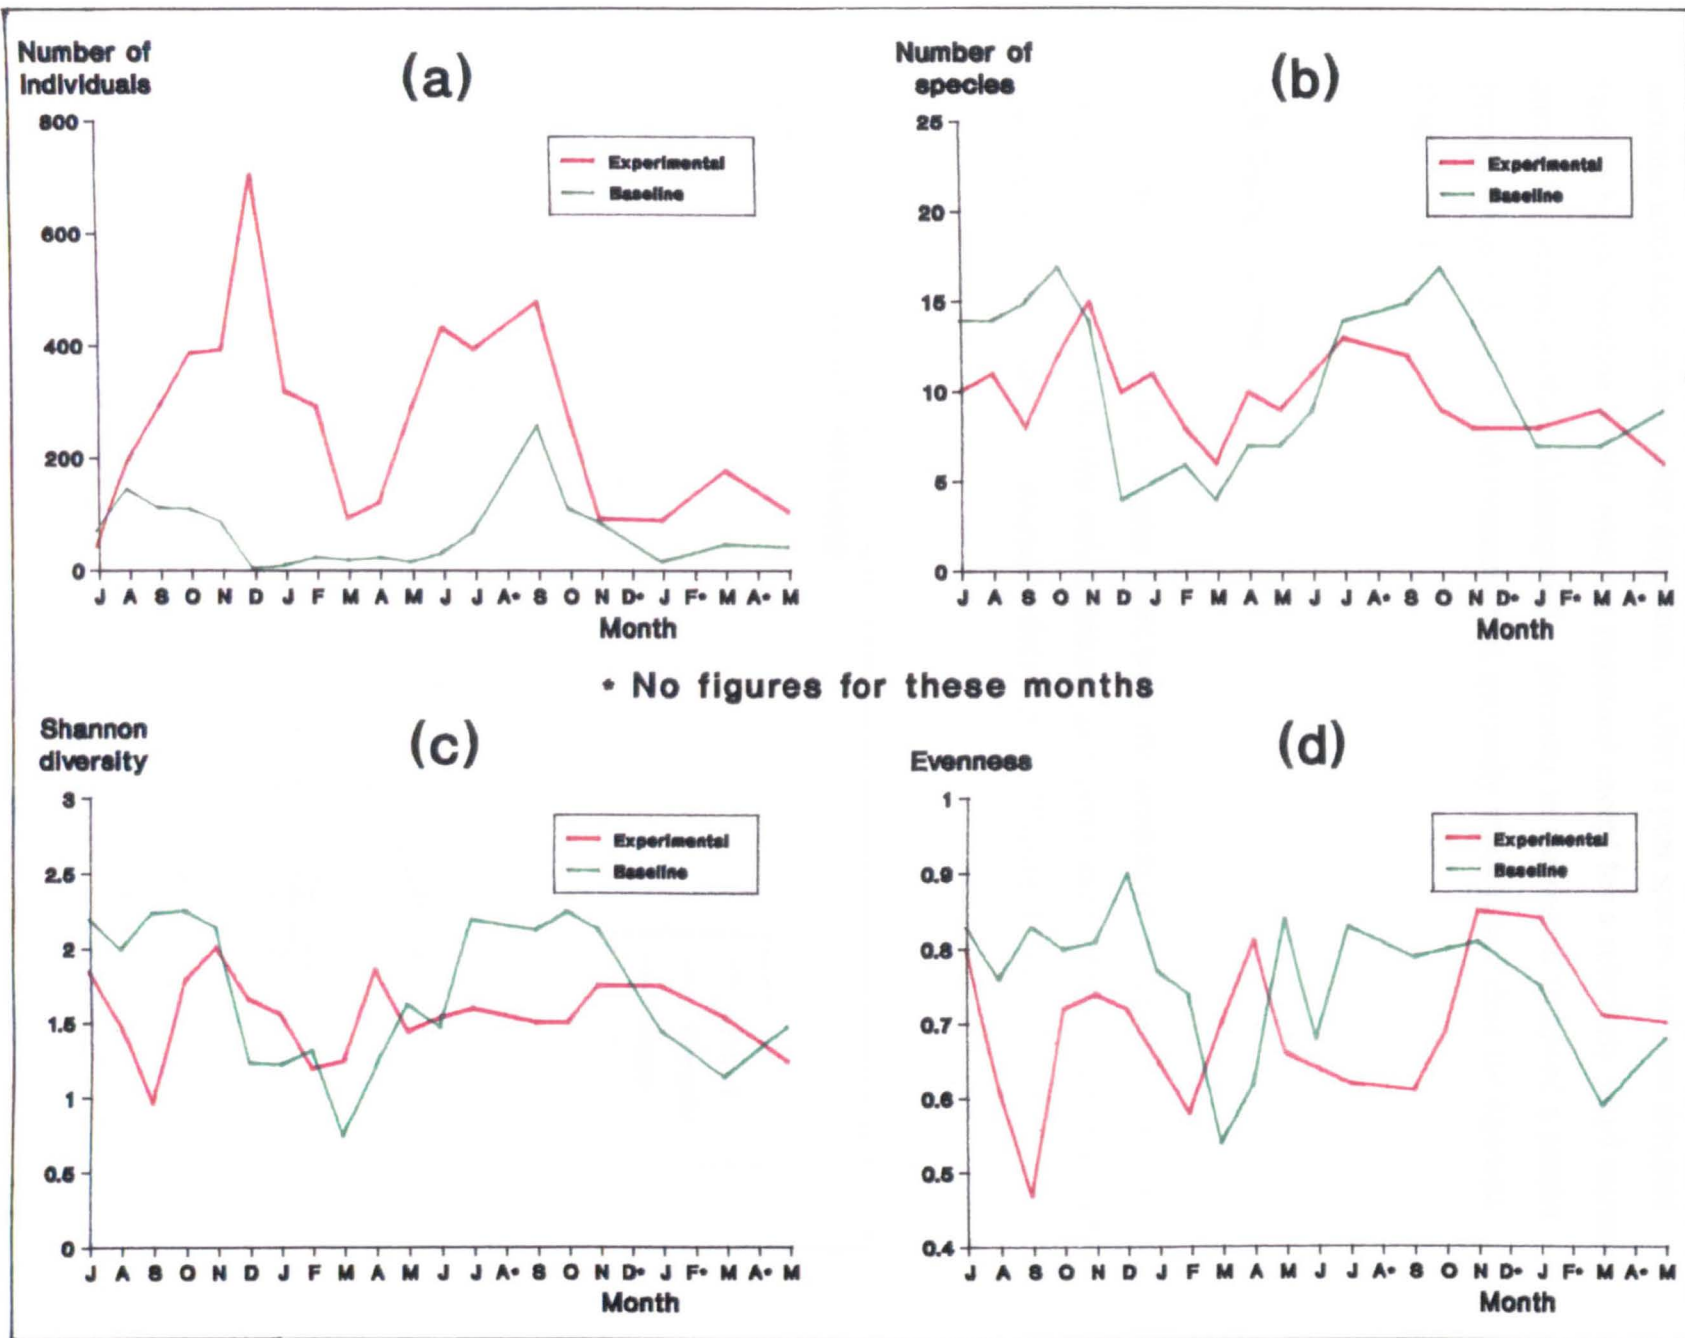 Number of
individuals
(a)
800
600
400
200
0
Experimental
Baseline
J A S O N D J F M A M J J A* S O N D* J F* M A* M
Month
Number of
species
(b)
25
20
15
10
5
0
Experimental
Baseline
J A S O N D J F M A M J J A* S O N D* J F* M A* M
Month
* No figures for these months
Shannon
diversity
(c)
3
2.5
2
1.5
1
0.5
0
Experimental
Baseline
J A S O N D J F M A M J J A* S O N D* J F* M A* M
Month
Evenness
(d)
1
0.9
0.8
0.7
0.6
0.5
0.4
Experimental
Baseline
J A S O N D J F M A M J J A* S O N D* J F* M A* M
Month